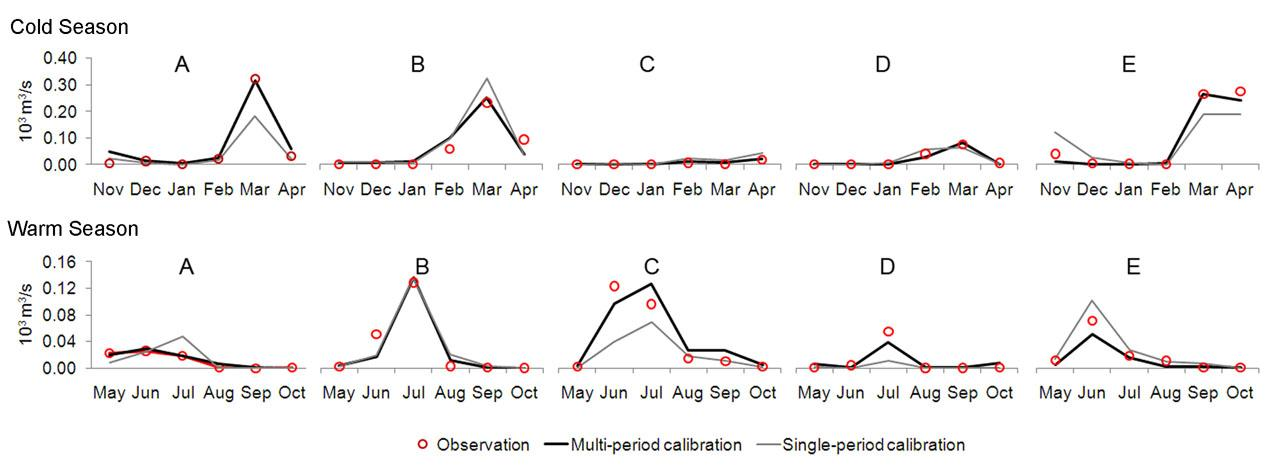 Cold Season
A B C D E
0.40
0.30
0.20
0.10
0.00
10³ m³/s
Nov Dec Jan Feb Mar Apr Nov Dec Jan Feb Mar Apr Nov Dec Jan Feb Mar Apr Nov Dec Jan Feb Mar Apr Nov Dec Jan Feb Mar Apr
Warm Season
A B C D E
0.16
0.12
0.08
0.04
0.00
10³ m³/s
May Jun Jul Aug Sep Oct May Jun Jul Aug Sep Oct May Jun Jul Aug Sep Oct May Jun Jul Aug Sep Oct May Jun Jul Aug Sep Oct
Observation Multi-period calibration Single-period calibration